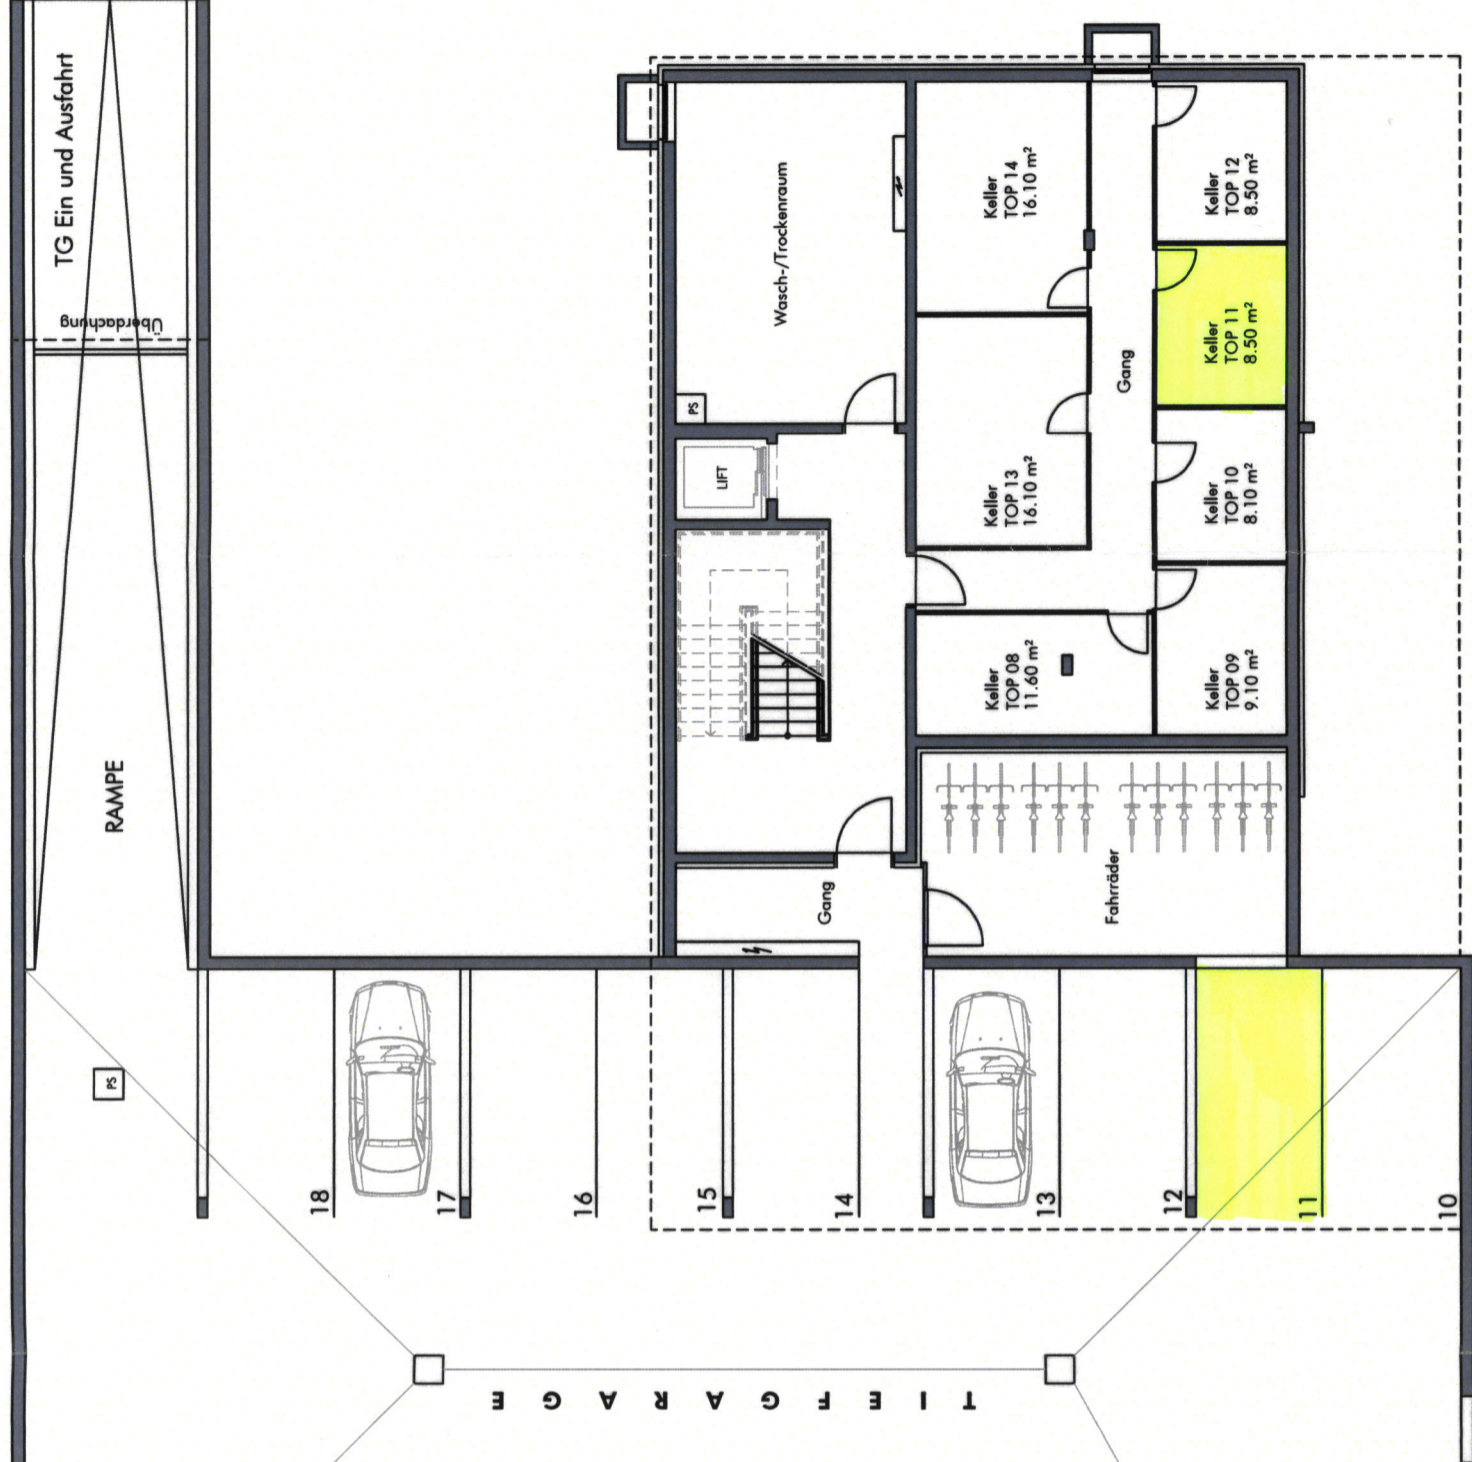 TG Ein und Ausfahrt
Überdachung
RAMPE
PS
Wasch-/Trockenraum
PS
LIFT
Keller
TOP 14
16.10 m²
Keller
TOP 13
16.10 m²
Gang
Keller
TOP 12
8.50 m²
Keller
TOP 11
8.50 m²
Keller
TOP 10
8.10 m²
Keller
TOP 09
9.10 m²
Keller
TOP 08
11.60 m²
Gang
Fahrräder
18
17
16
15
14
13
12
11
10
TIEFGARAGE